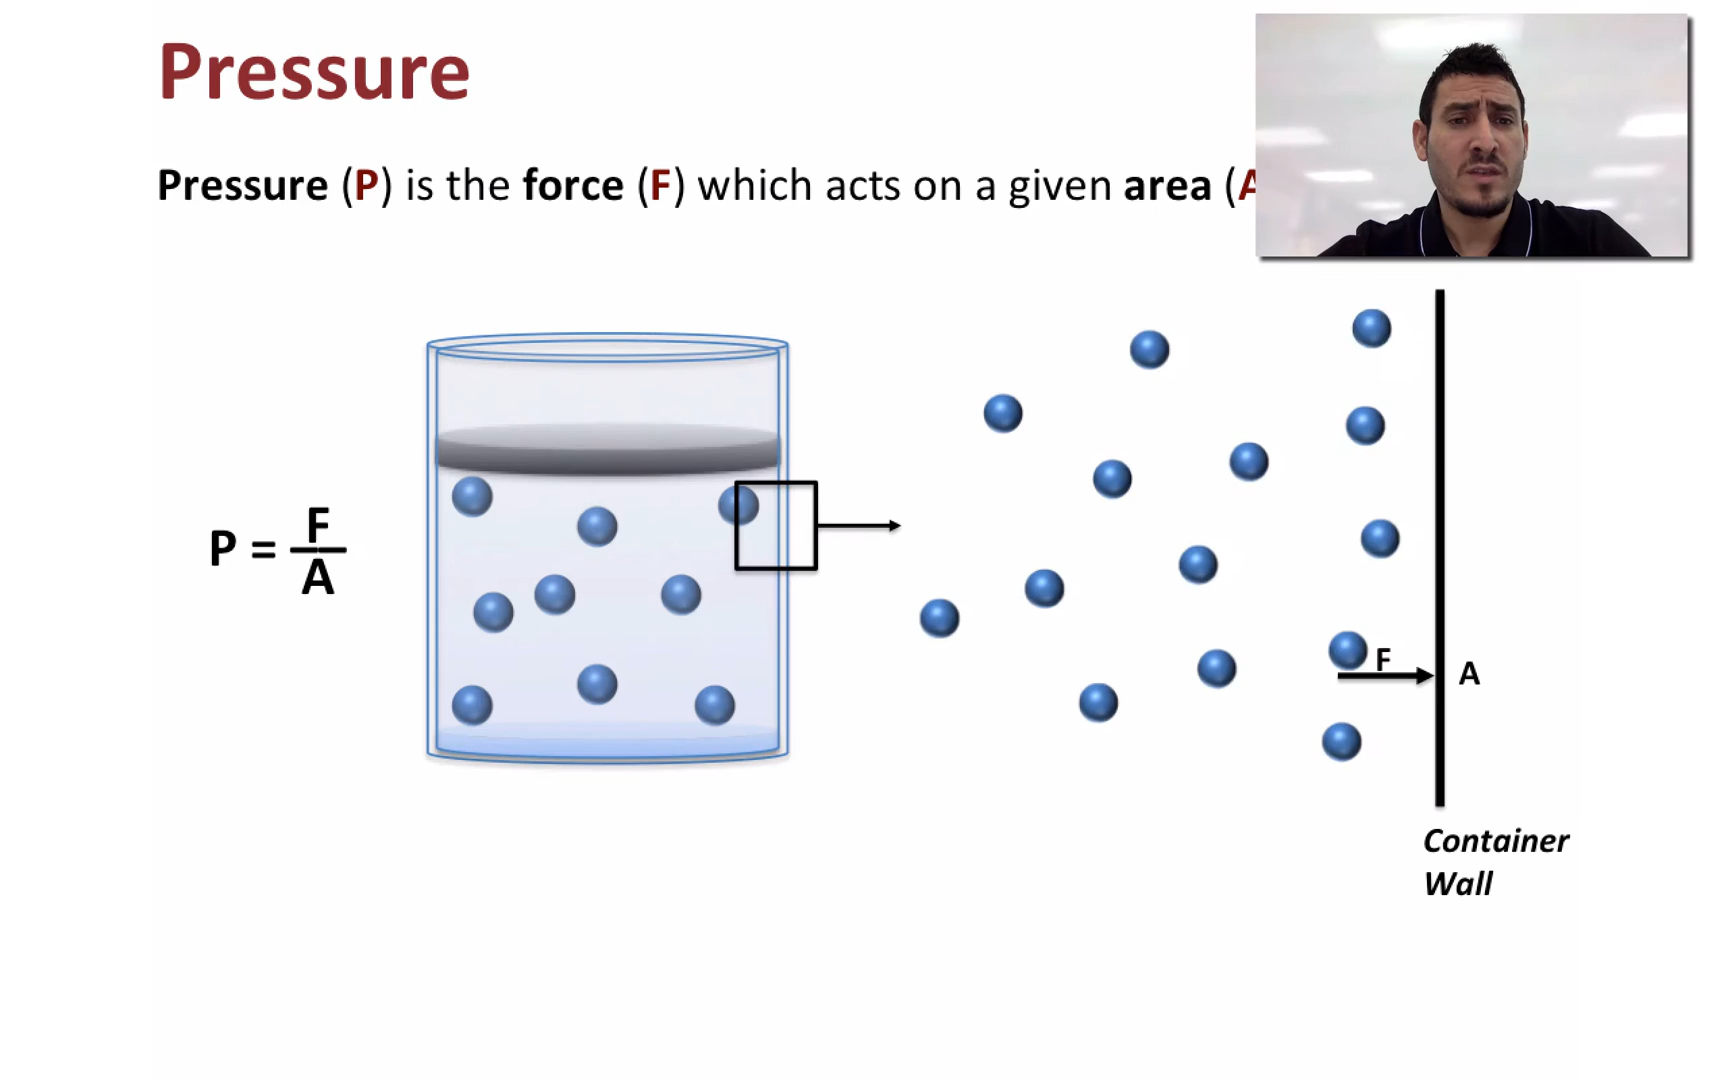 Pressure
Pressure (P) is the force (F) which acts on a given area (A
P = F
A
F
A
Container
Wall